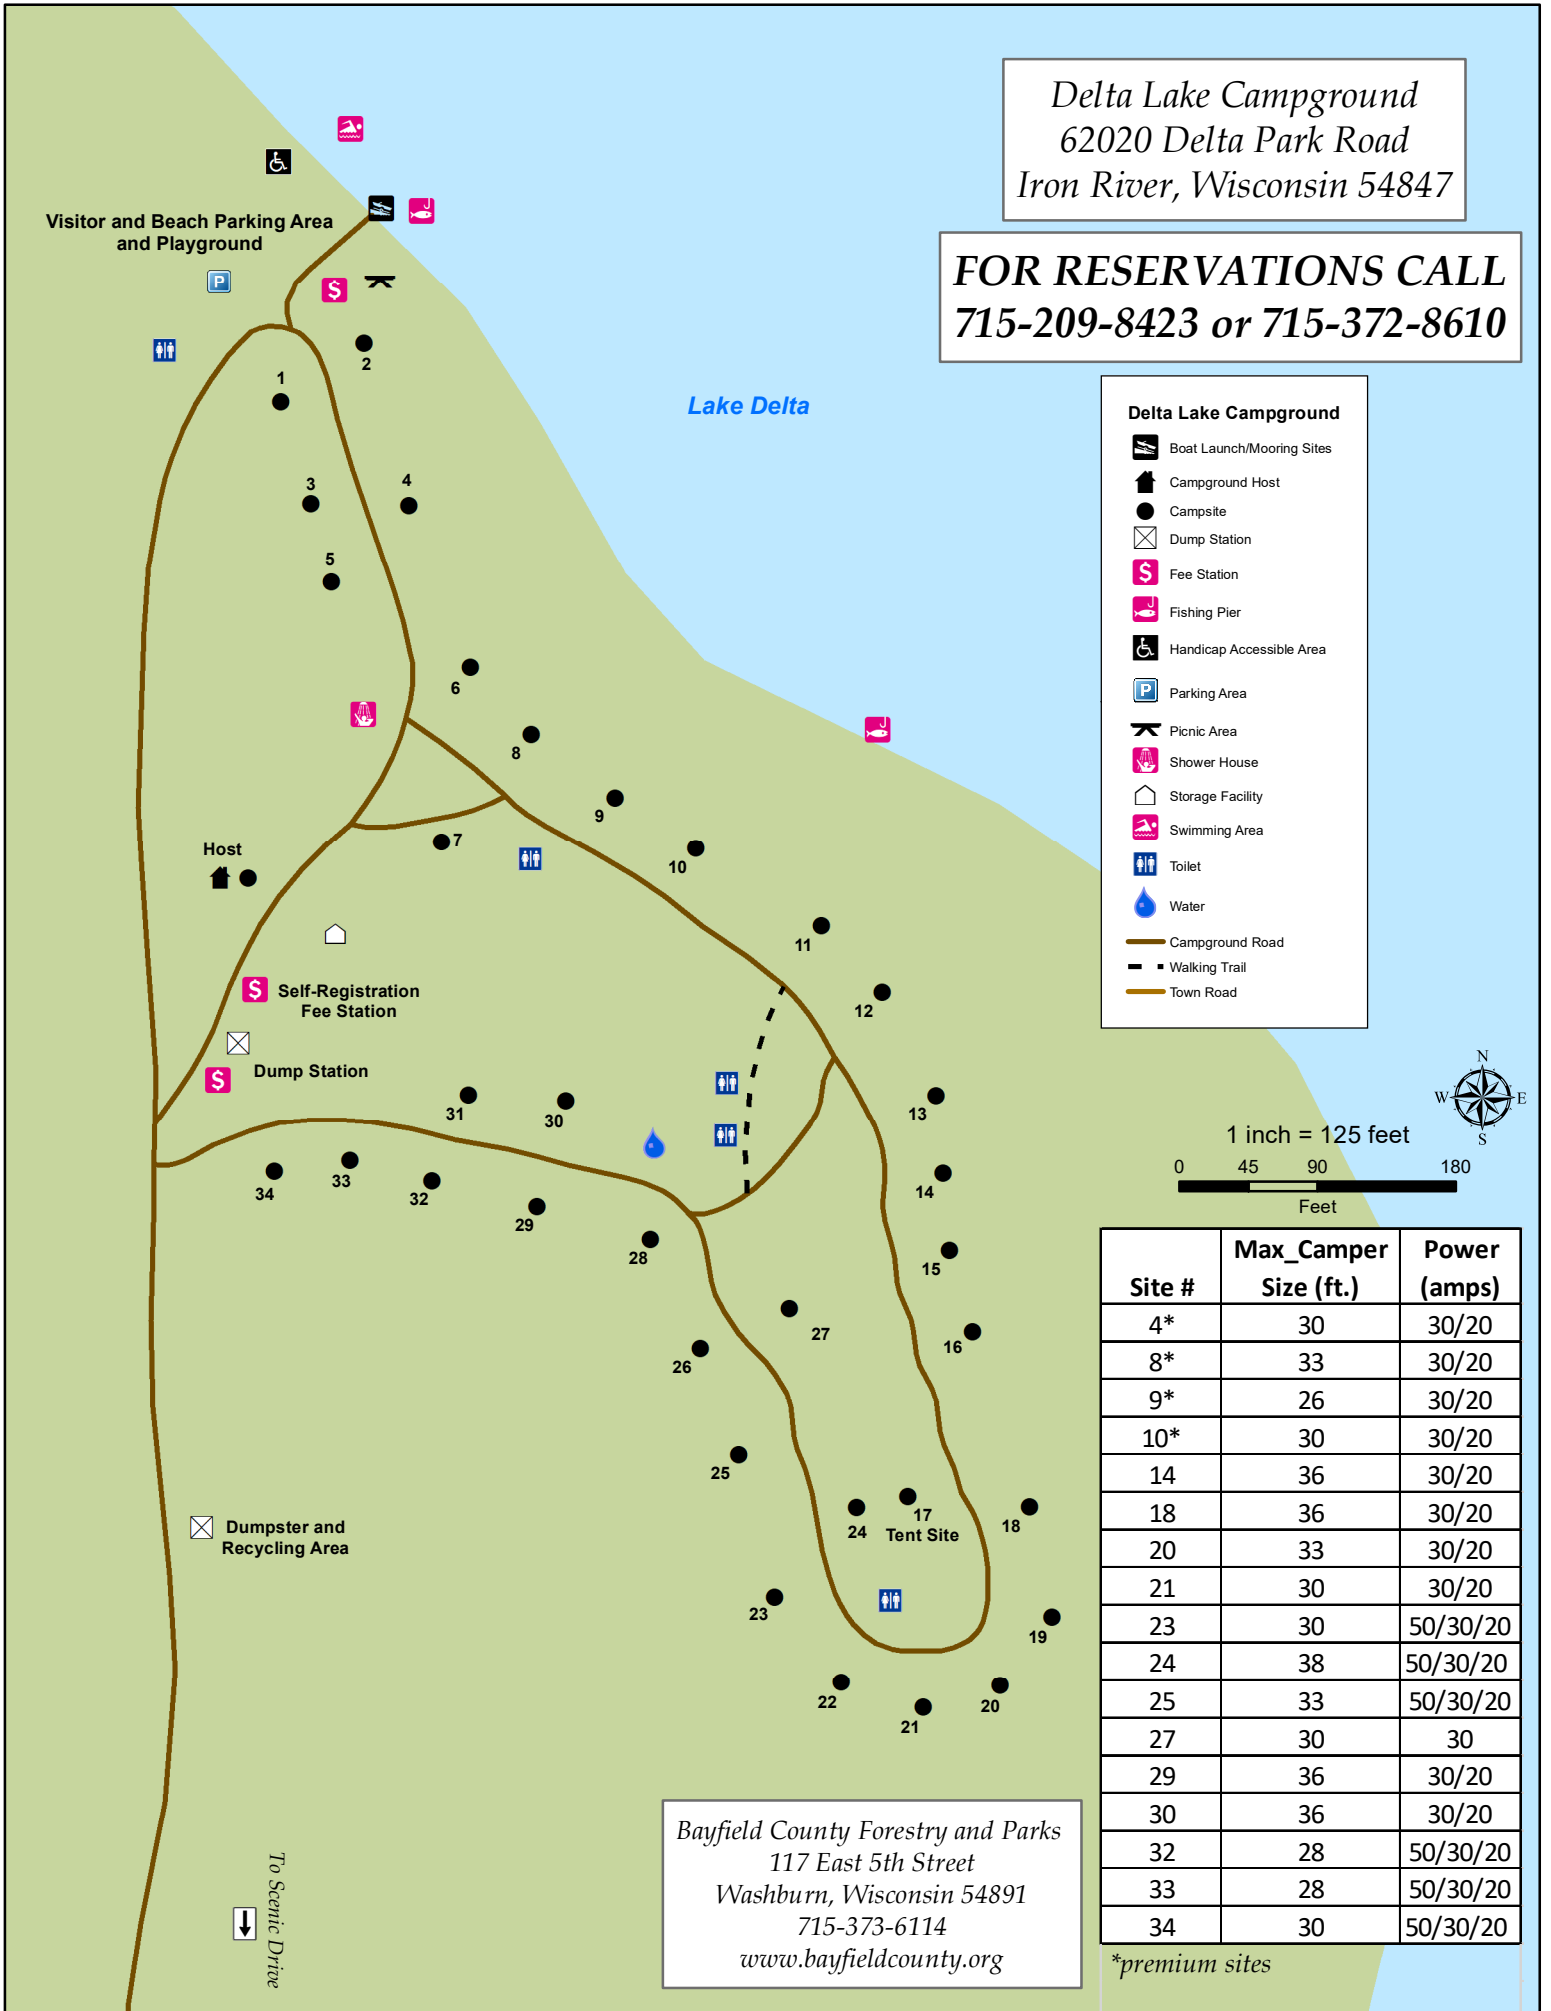 Delta Lake Campground
62020 Delta Park Road
Iron River, Wisconsin 54847
FOR RESERVATIONS CALL
715-209-8423 or 715-372-8610
Visitor and Beach Parking Area
and Playground
P
$
2
1
Lake Delta
3
4
5
6
8
9
7
10
Host
11
12
$
Self-Registration
Fee Station
Dump Station
$
31
30
13
34
33
32
29
28
14
15
27
16
26
25
24
17
Tent Site
18
Dumpster and
Recycling Area
23
19
22
21
20
To Scenic Drive
Delta Lake Campground
Boat Launch/Mooring Sites
Campground Host
Campsite
Dump Station
$ Fee Station
Fishing Pier
Handicap Accessible Area
P Parking Area
Picnic Area
Shower House
Storage Facility
Swimming Area
Toilet
Water
Campground Road
Walking Trail
Town Road
N
W E
S
1 inch = 125 feet
0 45 90 180
Feet
Site # Max_Camper Size (ft.) Power (amps)
4* 30 30/20
8* 33 30/20
9* 26 30/20
10* 30 30/20
14 36 30/20
18 36 30/20
20 33 30/20
21 30 30/20
23 30 50/30/20
24 38 50/30/20
25 33 50/30/20
27 30 30
29 36 30/20
30 36 30/20
32 28 50/30/20
33 28 50/30/20
34 30 50/30/20
*premium sites
Bayfield County Forestry and Parks
117 East 5th Street
Washburn, Wisconsin 54891
715-373-6114
www.bayfieldcounty.org